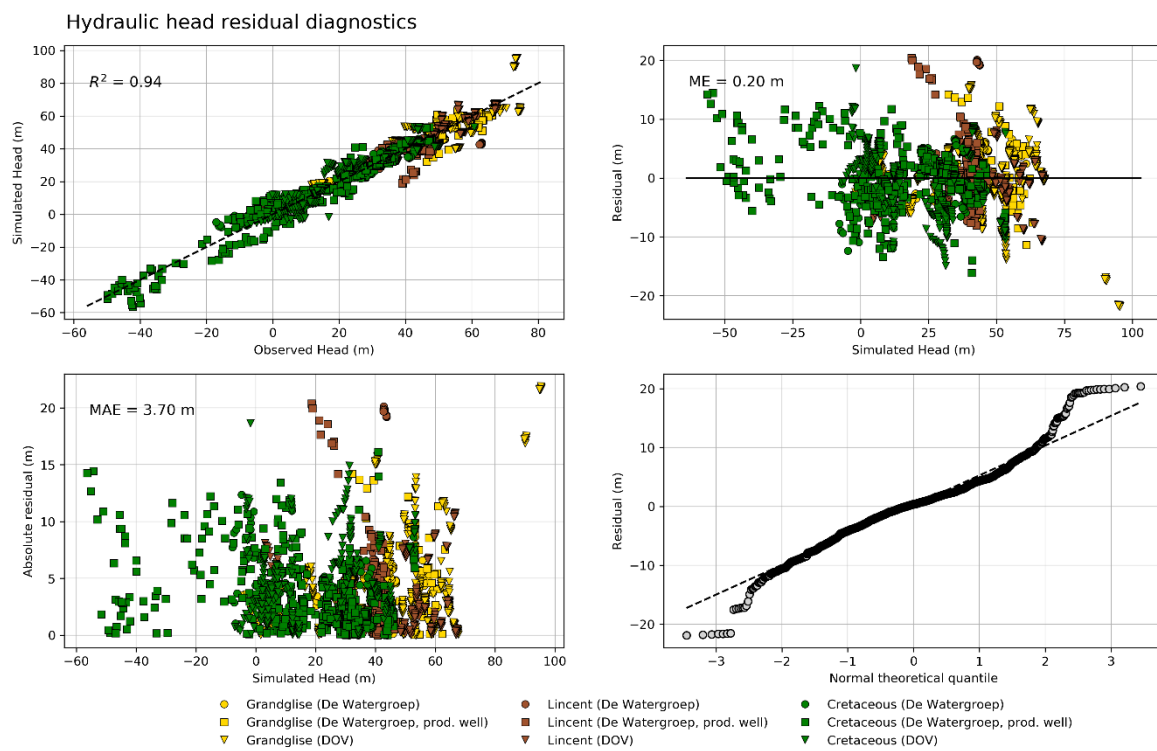 Hydraulic head residual diagnostics
100
80
60
40
20
0
−20
−40
−60
Simulated Head (m)
R² = 0.94
−60 −40 −20 0 20 40 60 80
Observed Head (m)
20
10
0
−10
−20
Residual (m)
ME = 0.20 m
−50 −25 0 25 50 75 100
Simulated Head (m)
20
15
10
5
0
Absolute residual (m)
MAE = 3.70 m
−60 −40 −20 0 20 40 60 80 100
Simulated Head (m)
20
10
0
−10
−20
Residual (m)
−3 −2 −1 0 1 2 3
Normal theoretical quantile
Grandglise (De Watergroep)
Grandglise (De Watergroep, prod. well)
Grandglise (DOV)
Lincent (De Watergroep)
Lincent (De Watergroep, prod. well)
Lincent (DOV)
Cretaceous (De Watergroep)
Cretaceous (De Watergroep, prod. well)
Cretaceous (DOV)